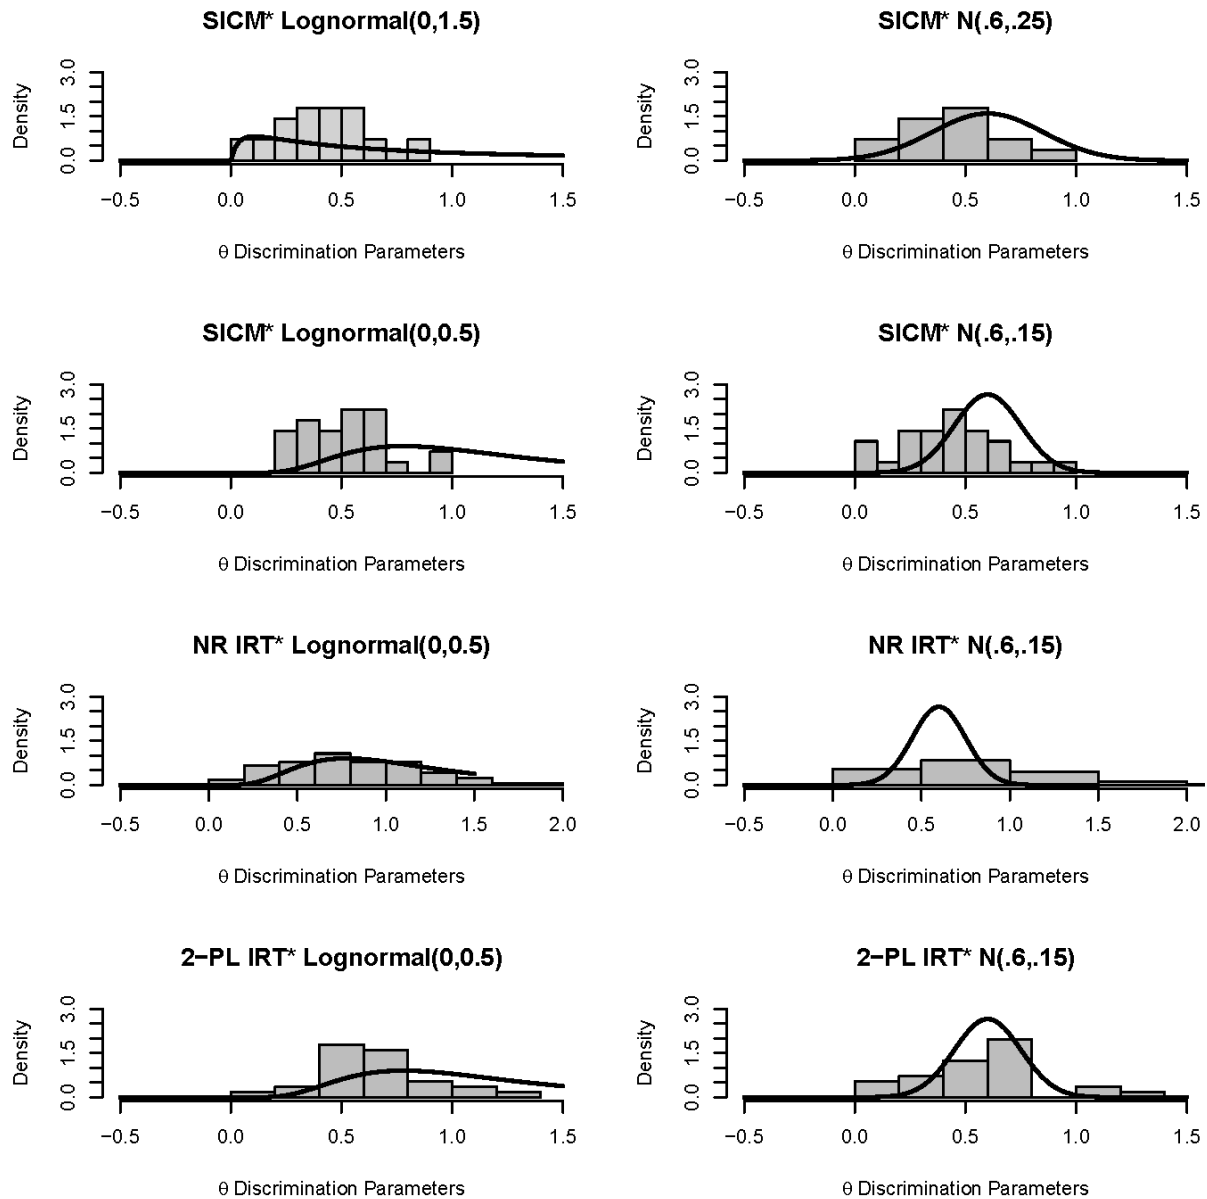 SICM* Lognormal(0,1.5)
Density
0.0 1.5 3.0
−0.5 0.0 0.5 1.0 1.5
θ Discrimination Parameters
SICM* N(.6,.25)
Density
0.0 1.5 3.0
−0.5 0.0 0.5 1.0 1.5
θ Discrimination Parameters
SICM* Lognormal(0,0.5)
Density
0.0 1.5 3.0
−0.5 0.0 0.5 1.0 1.5
θ Discrimination Parameters
SICM* N(.6,.15)
Density
0.0 1.5 3.0
−0.5 0.0 0.5 1.0 1.5
θ Discrimination Parameters
NR IRT* Lognormal(0,0.5)
Density
0.0 1.5 3.0
−0.5 0.0 0.5 1.0 1.5 2.0
θ Discrimination Parameters
NR IRT* N(.6,.15)
Density
0.0 1.5 3.0
−0.5 0.0 0.5 1.0 1.5 2.0
θ Discrimination Parameters
2−PL IRT* Lognormal(0,0.5)
Density
0.0 1.5 3.0
−0.5 0.0 0.5 1.0 1.5
θ Discrimination Parameters
2−PL IRT* N(.6,.15)
Density
0.0 1.5 3.0
−0.5 0.0 0.5 1.0 1.5
θ Discrimination Parameters